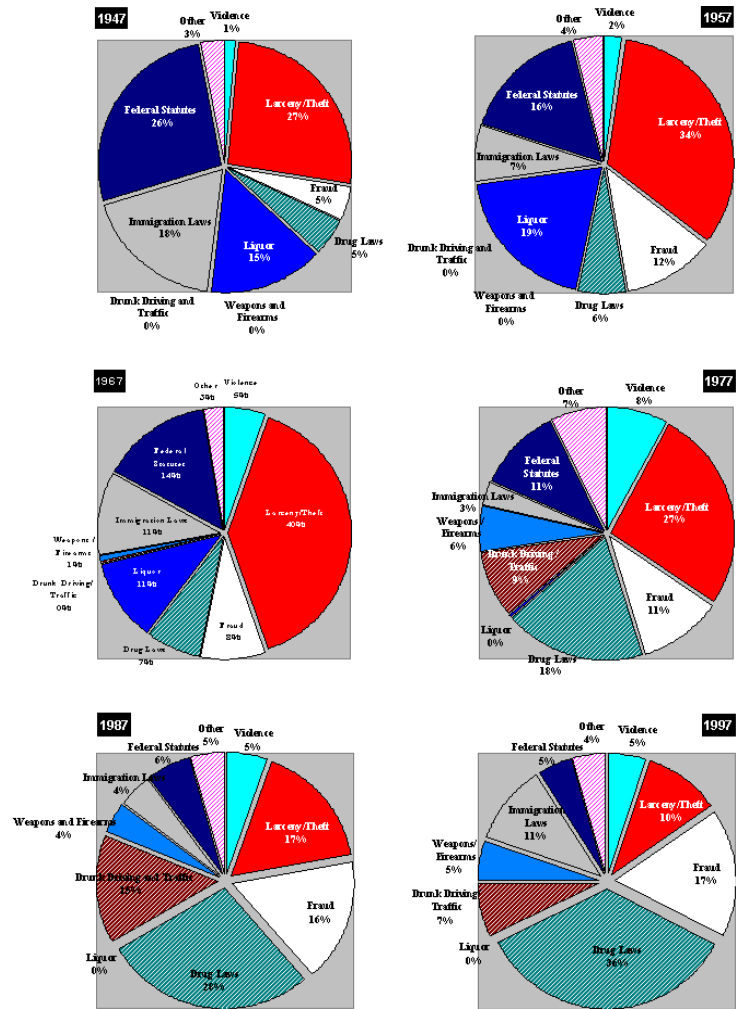 1947
Other
3%
Violence
1%
Larceny/Theft
27%
Fraud
5%
Drug Laws
5%
Weapons and
Firearms
0%
Liquor
15%
Drunk Driving and
Traffic
0%
Immigration Laws
18%
Federal Statutes
26%
1957
Other
4%
Violence
2%
Larceny/Theft
34%
Fraud
12%
Drug Laws
6%
Weapons and
Firearms
0%
Drunk Driving and
Traffic
0%
Liquor
19%
Immigration Laws
7%
Federal Statutes
16%
1967
Other
3%
Violence
5%
Larceny/Theft
40%
Fraud
8%
Drug Laws
7%
Liquor
11%
Drunk Driving/
Traffic
0%
Weapons /
Firearms
1%
Immigration Laws
11%
Federal
Statutes
14%
1977
Other
7%
Violence
8%
Larceny/Theft
27%
Fraud
11%
Drug Laws
18%
Liquor
0%
Drunk Driving /
Traffic
9%
Weapons /
Firearms
6%
Immigration Laws
3%
Federal
Statutes
11%
1987
Other
5%
Violence
5%
Larceny/Theft
17%
Fraud
16%
Drug Laws
28%
Liquor
0%
Drunk Driving and Traffic
15%
Weapons and Firearms
4%
Immigration Laws
4%
Federal Statutes
6%
1997
Other
4%
Violence
5%
Larceny/Theft
10%
Fraud
17%
Drug Laws
36%
Liquor
0%
Drunk Driving/
Traffic
7%
Weapons/
Firearms
5%
Immigration
Laws
11%
Federal Statutes
5%